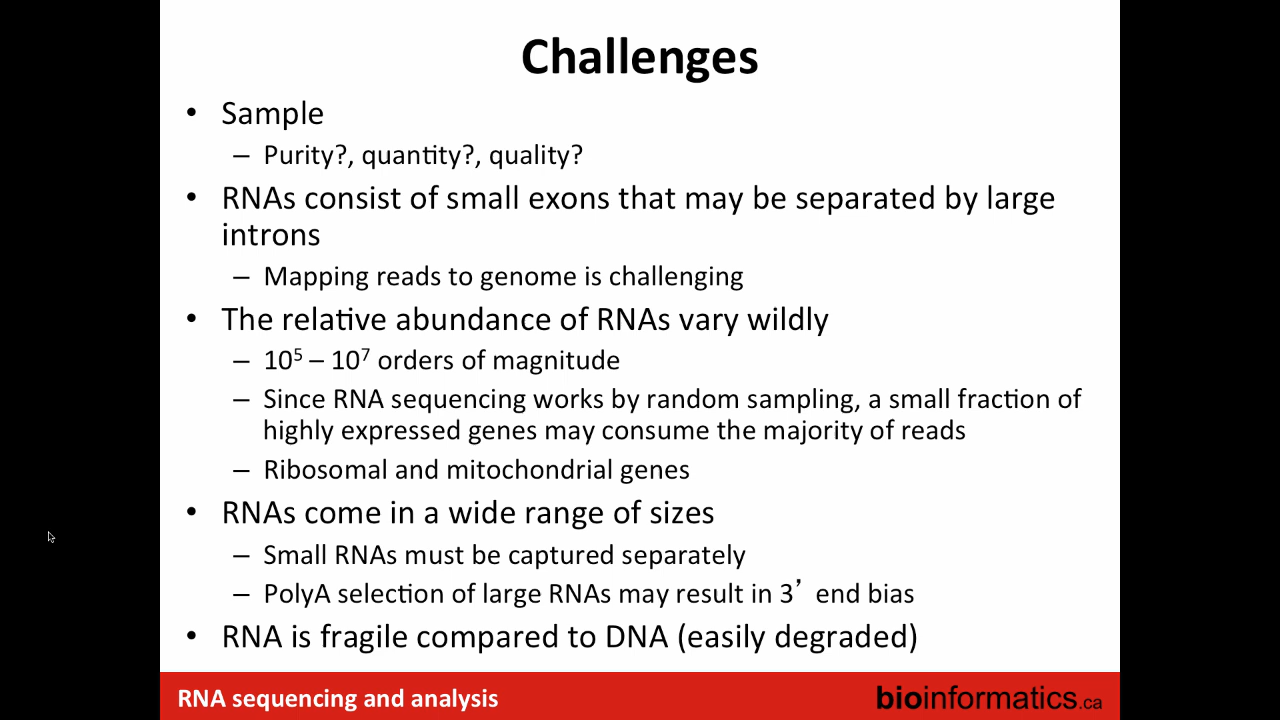 Challenges
• Sample
– Purity?, quantity?, quality?
• RNAs consist of small exons that may be separated by large
introns
– Mapping reads to genome is challenging
• The relative abundance of RNAs vary wildly
– 10⁵ – 10⁷ orders of magnitude
– Since RNA sequencing works by random sampling, a small fraction of
highly expressed genes may consume the majority of reads
– Ribosomal and mitochondrial genes
• RNAs come in a wide range of sizes
– Small RNAs must be captured separately
– PolyA selection of large RNAs may result in 3’ end bias
• RNA is fragile compared to DNA (easily degraded)
RNA sequencing and analysis
bioinformatics.ca